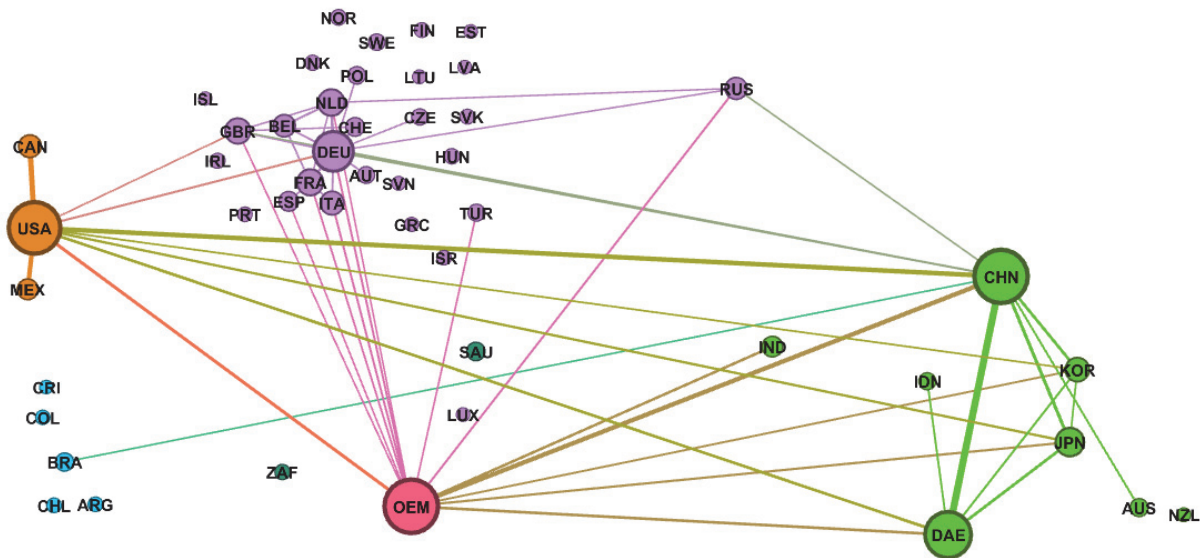 NOR
FIN
EST
SWE
DNK
POL
LTU
LVA
RUS
ISL
NLD
GBR
BEL
CHE
CZE
SVK
CAN
DEU
IRL
HUN
FRA
AUT
SVN
PRT
ESP
ITA
TUR
USA
GRC
ISR
CHN
MEX
SAU
IND
KOR
IDN
CRI
COL
LUX
JPN
BRA
ZAF
CHL
ARG
OEM
AUS
NZL
DAE